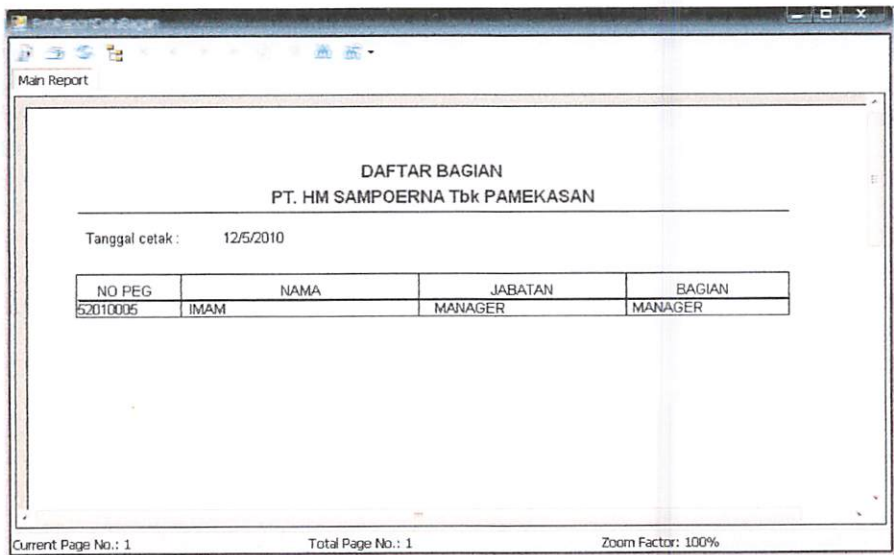 FrmReportDataBagian
Main Report
DAFTAR BAGIAN
PT. HM SAMPOERNA Tbk PAMEKASAN
Tanggal cetak : 12/5/2010
NO PEG NAMA JABATAN BAGIAN
52010005 IMAM MANAGER MANAGER
Current Page No.: 1 Total Page No.: 1 Zoom Factor: 100%